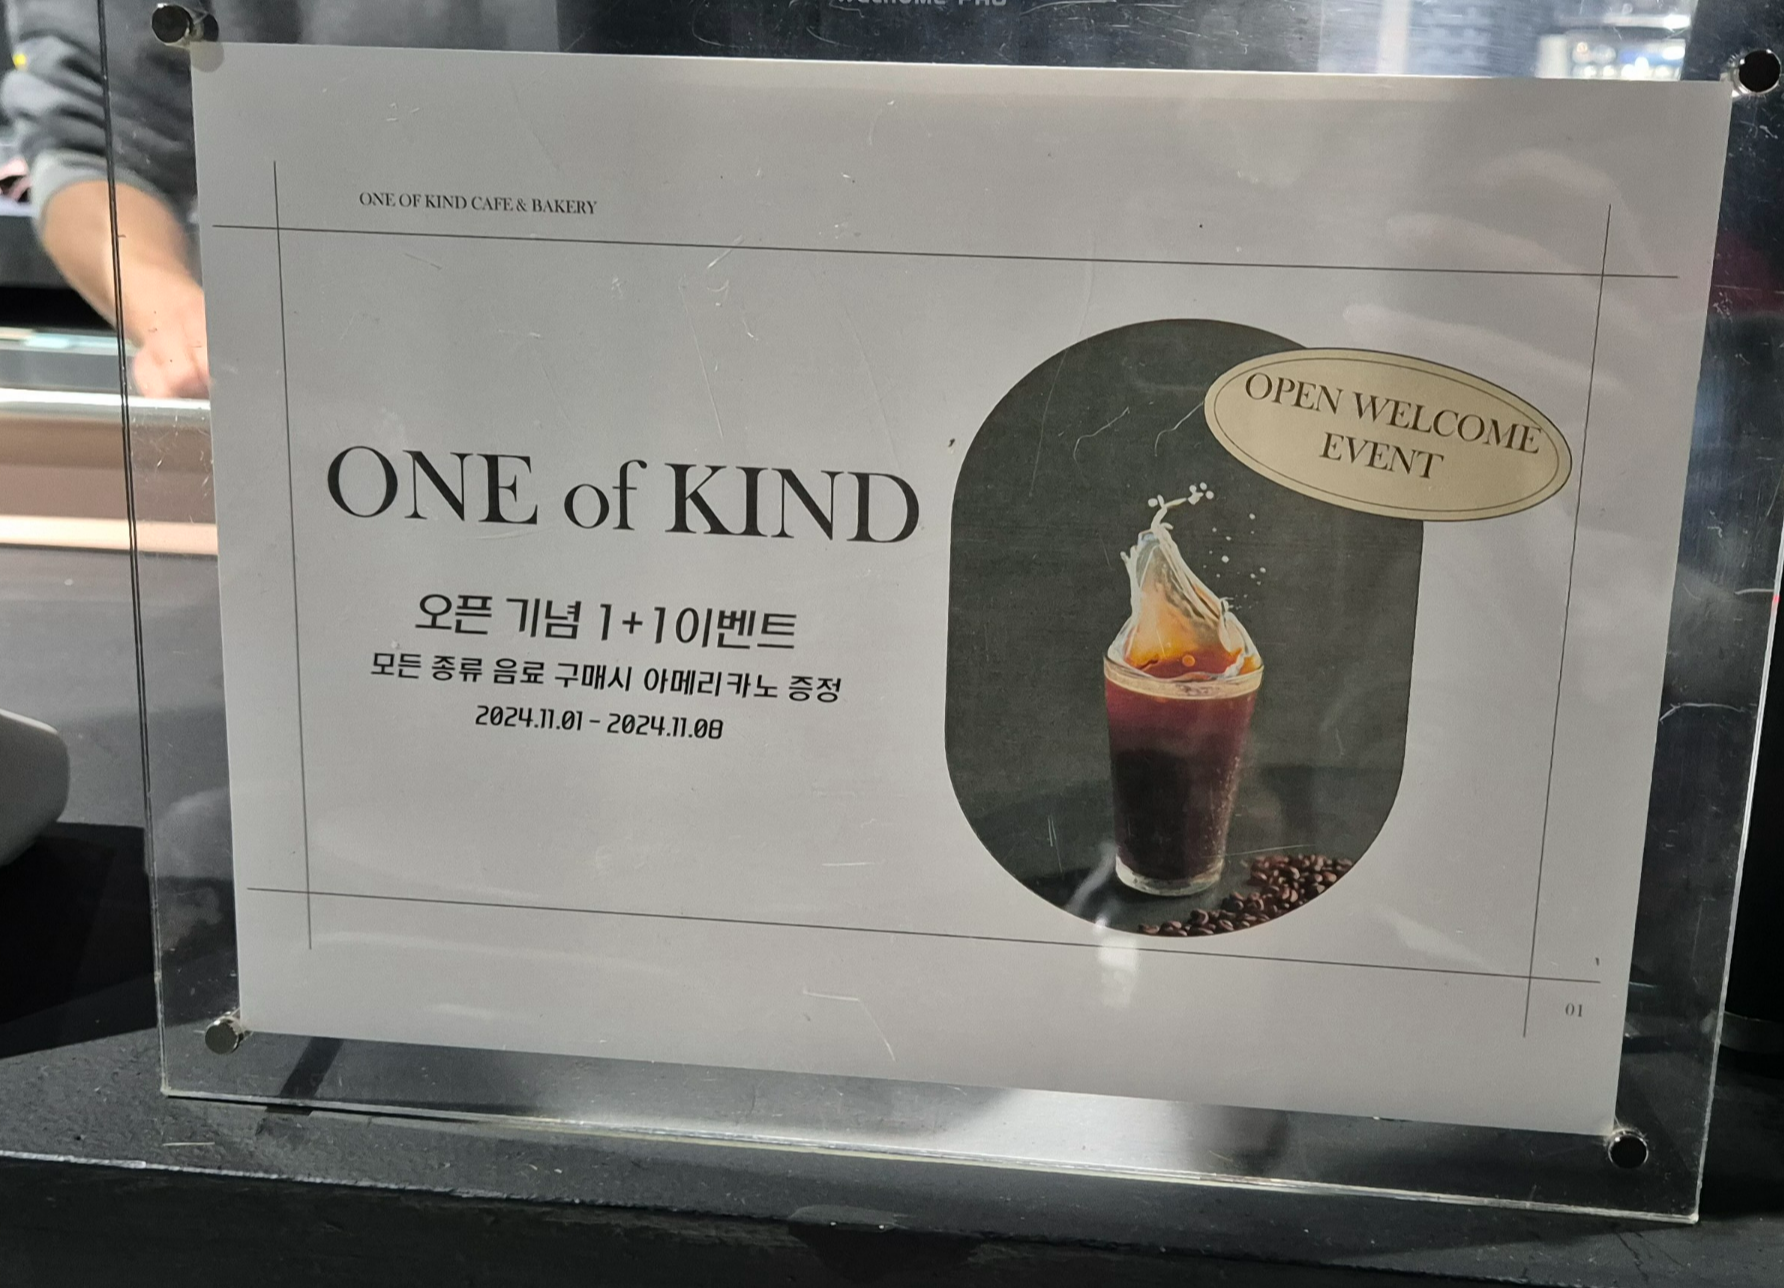 ONE OF KIND CAFE & BAKERY
OPEN WELCOME
EVENT
ONE of KIND
오픈 기념 1+1이벤트
모든 종류 음료 구매시 아메리카노 증정
2024.11.01 - 2024.11.08
01